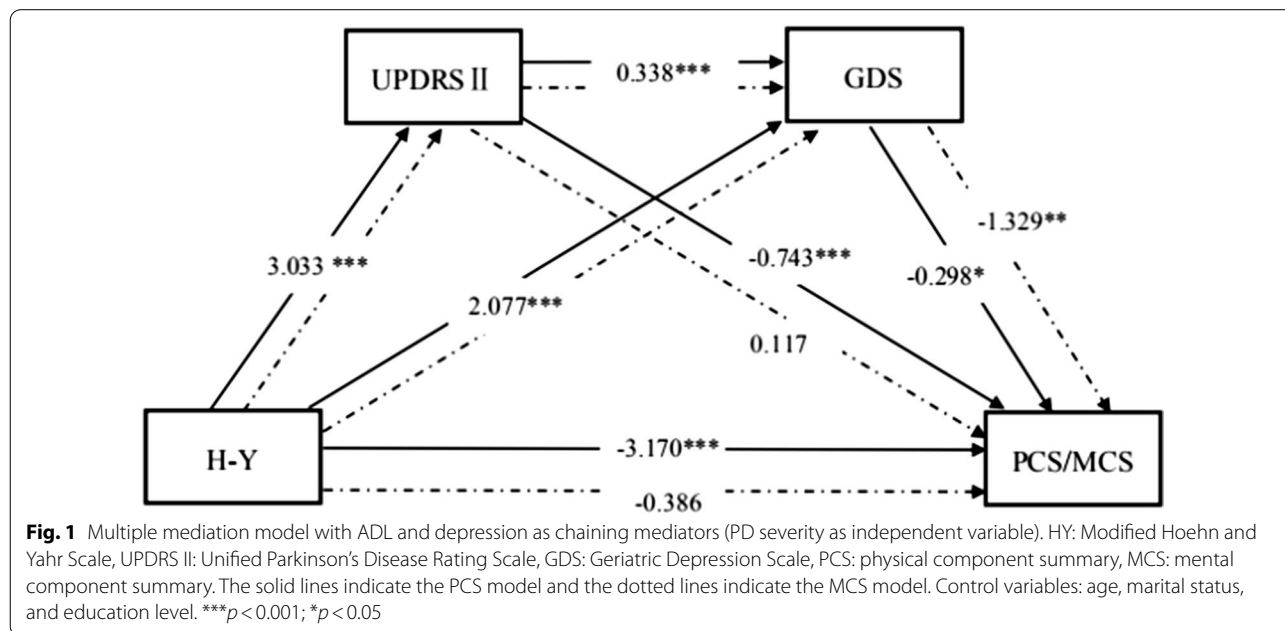 UPDRS Ⅱ
0.338***
GDS
3.033 ***
2.077***
-0.743***
0.117
-0.298*
-1.329**
H-Y
-3.170***
-0.386
PCS/MCS
Fig. 1 Multiple mediation model with ADL and depression as chaining mediators (PD severity as independent variable). HY: Modified Hoehn and
Yahr Scale, UPDRS II: Unified Parkinson’s Disease Rating Scale, GDS: Geriatric Depression Scale, PCS: physical component summary, MCS: mental
component summary. The solid lines indicate the PCS model and the dotted lines indicate the MCS model. Control variables: age, marital status,
and education level. ***p < 0.001; *p < 0.05